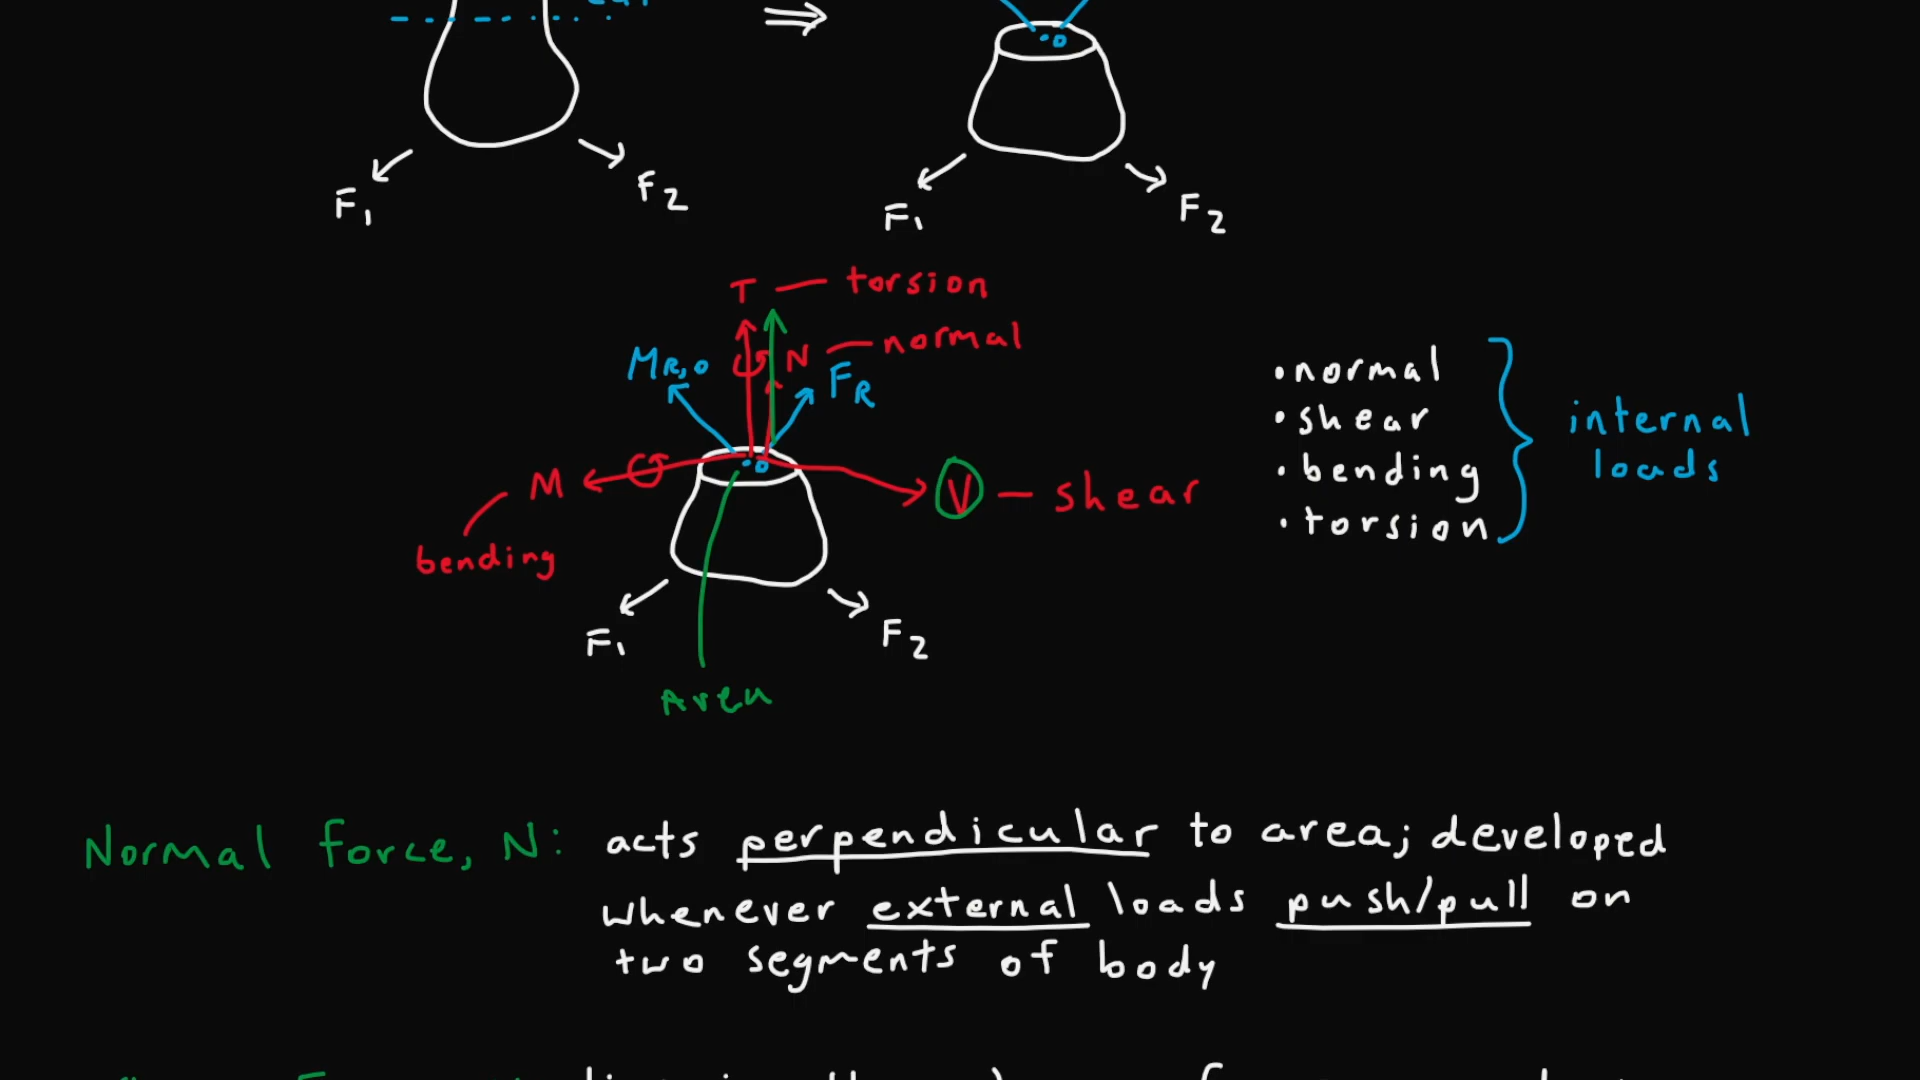 F1
F2
F1
F2
T — torsion
N — normal
MR,O
FR
M
V — shear
bending
F1
F2
Area
• normal
• shear
• bending
• torsion
internal
loads
Normal Force, N: acts perpendicular to area; developed
whenever external loads push/pull on
two segments of body